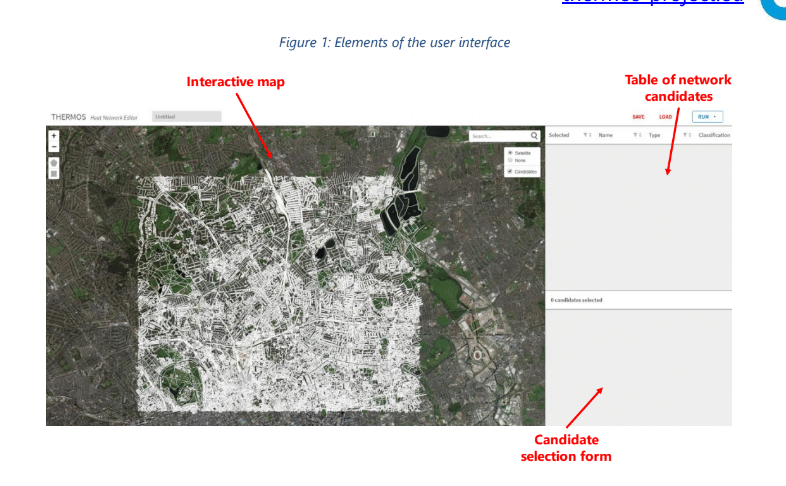 Figure 1: Elements of the user interface
Interactive map
Table of network
candidates
THERMOS Heat Network Editor Untitled SAVE LOAD RUN
+
−
Search...
Selected Name Type Classification
Satellite
None
Candidates
0 candidates selected
Candidate
selection form